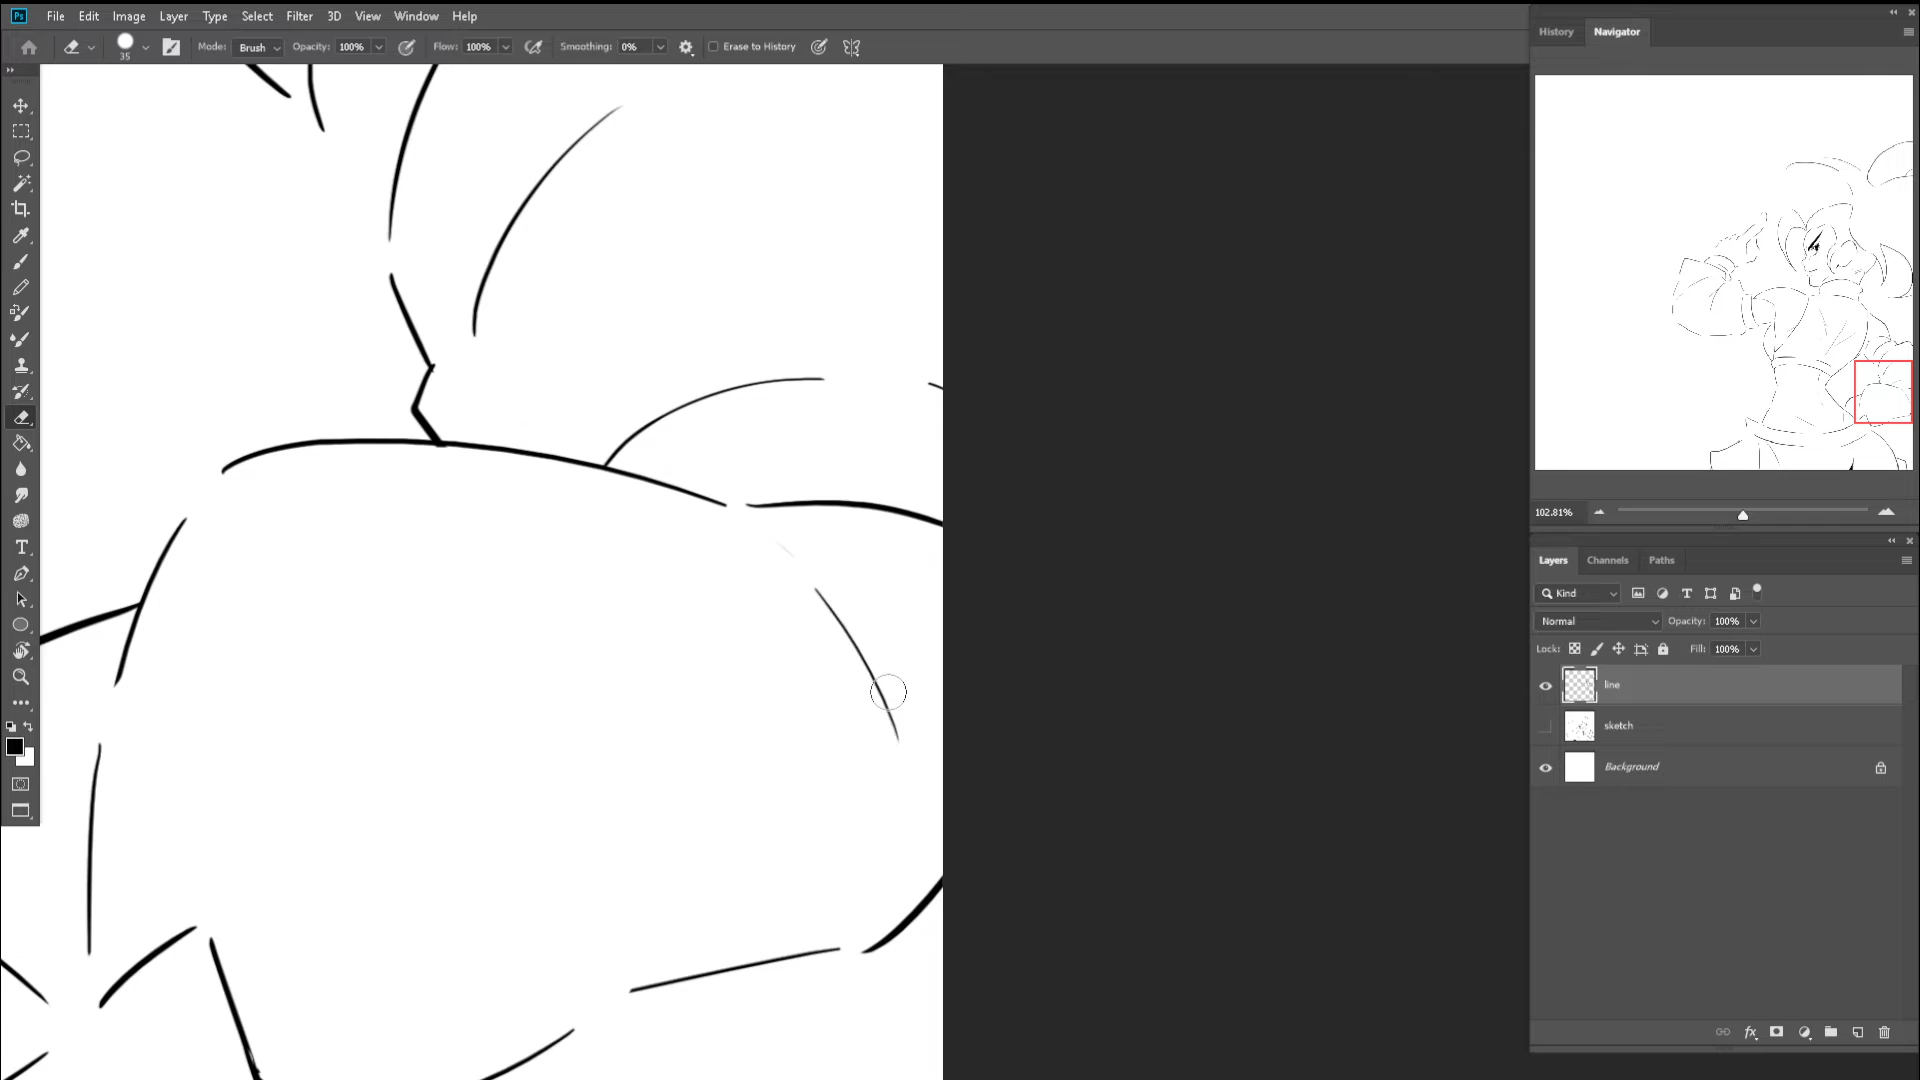 Ps File Edit Image Layer Type Select Filter 3D View Window Help
35 Mode: Brush Opacity: 100% Flow: 100% Smoothing: 0% Erase to History
History Navigator
102.81%
Layers Channels Paths
Kind
Normal Opacity: 100%
Lock: Fill: 100%
line
sketch
Background